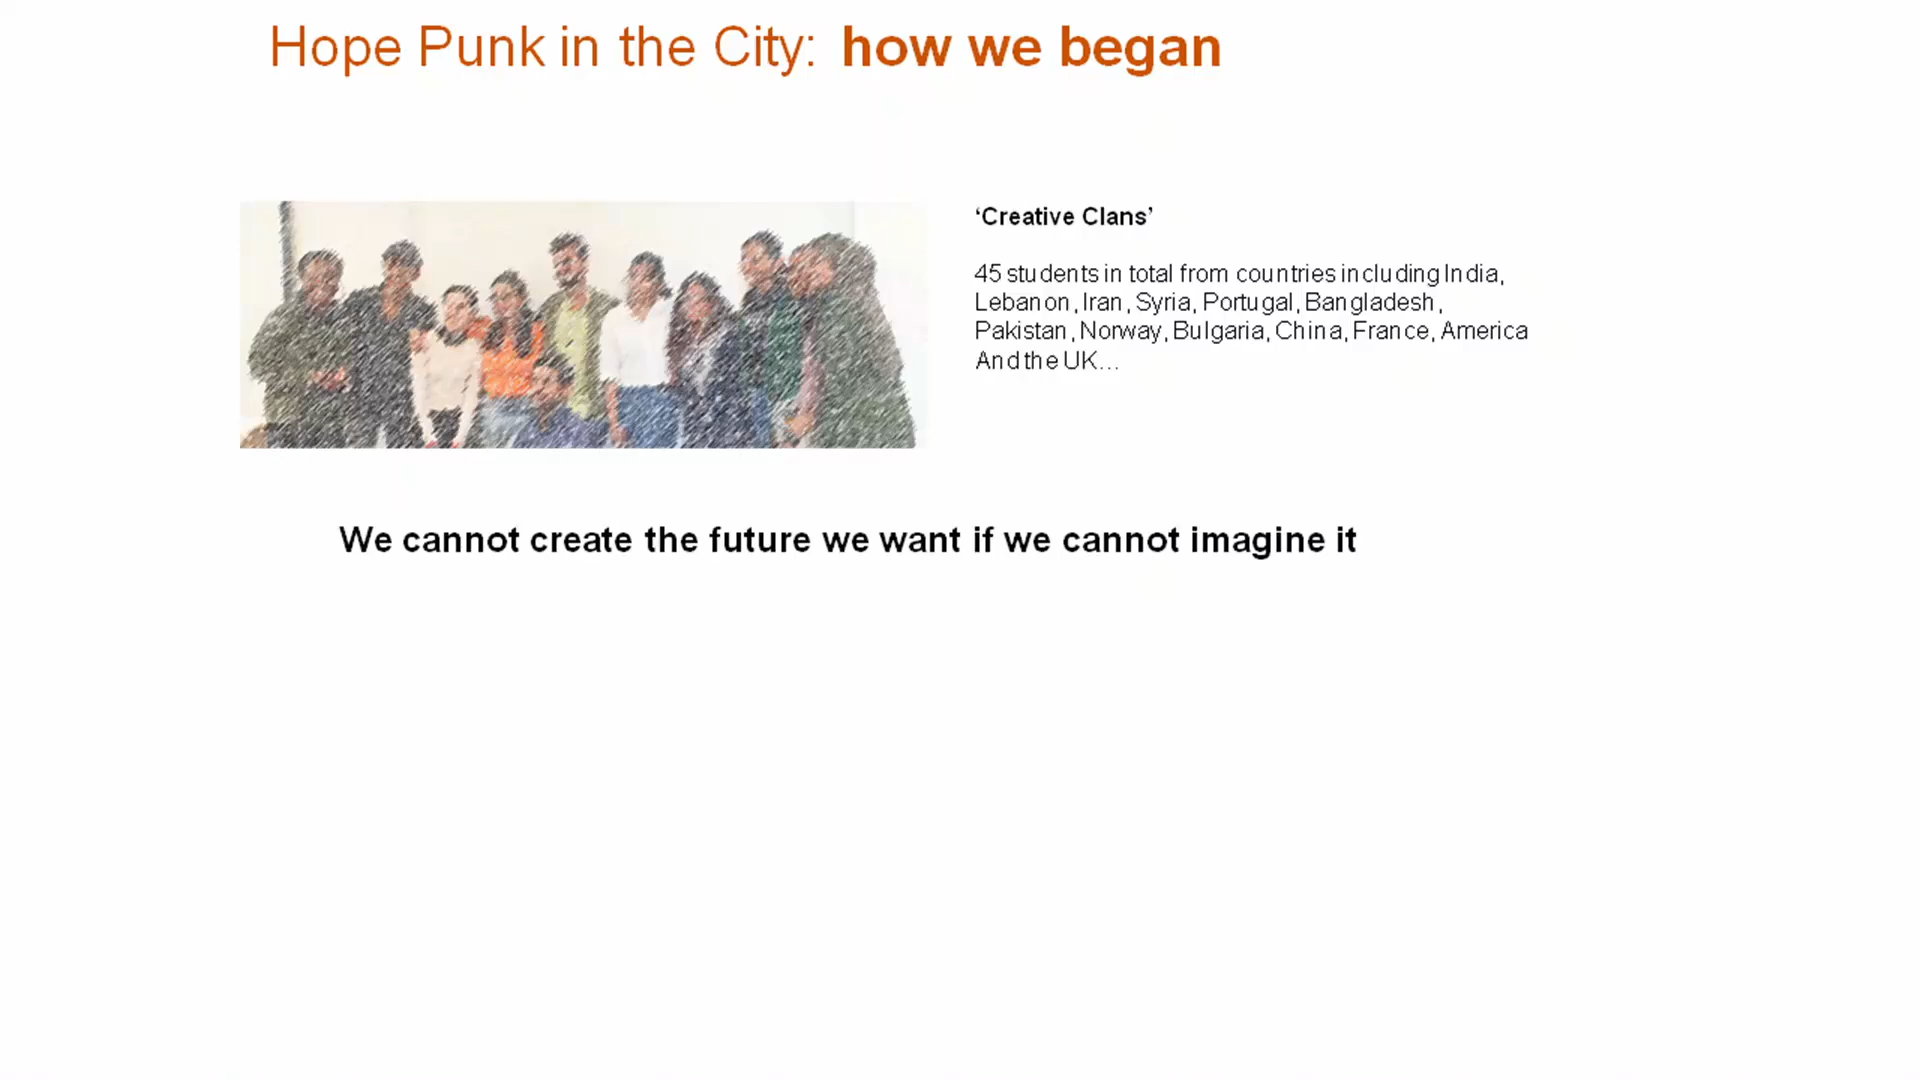 Hope Punk in the City: how we began
‘Creative Clans’
45 students in total from countries including India,
Lebanon, Iran, Syria, Portugal, Bangladesh,
Pakistan, Norway, Bulgaria, China, France, America
And the UK...
We cannot create the future we want if we cannot imagine it